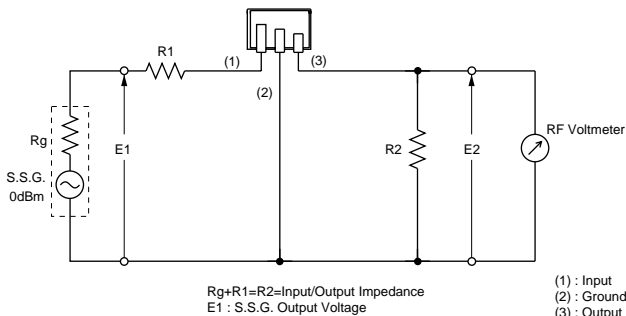 R1
(1)
(3)
(2)
Rg
E1
R2
E2
RF Voltmeter
S.S.G.
0dBm
Rg+R1=R2=Input/Output Impedance
E1 : S.S.G. Output Voltage
(1) : Input
(2) : Ground
(3) : Output